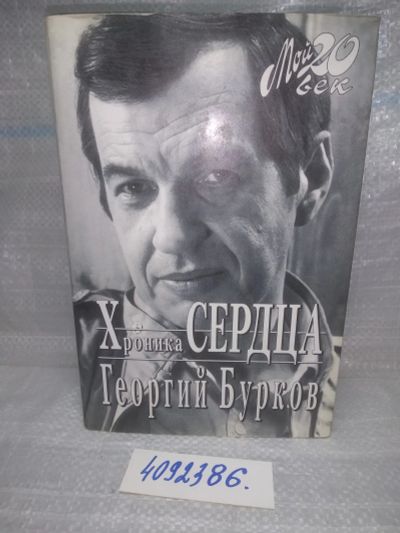 Мой 20
век
Хроника СЕРДЦА
Георгий Бурков
4092386.